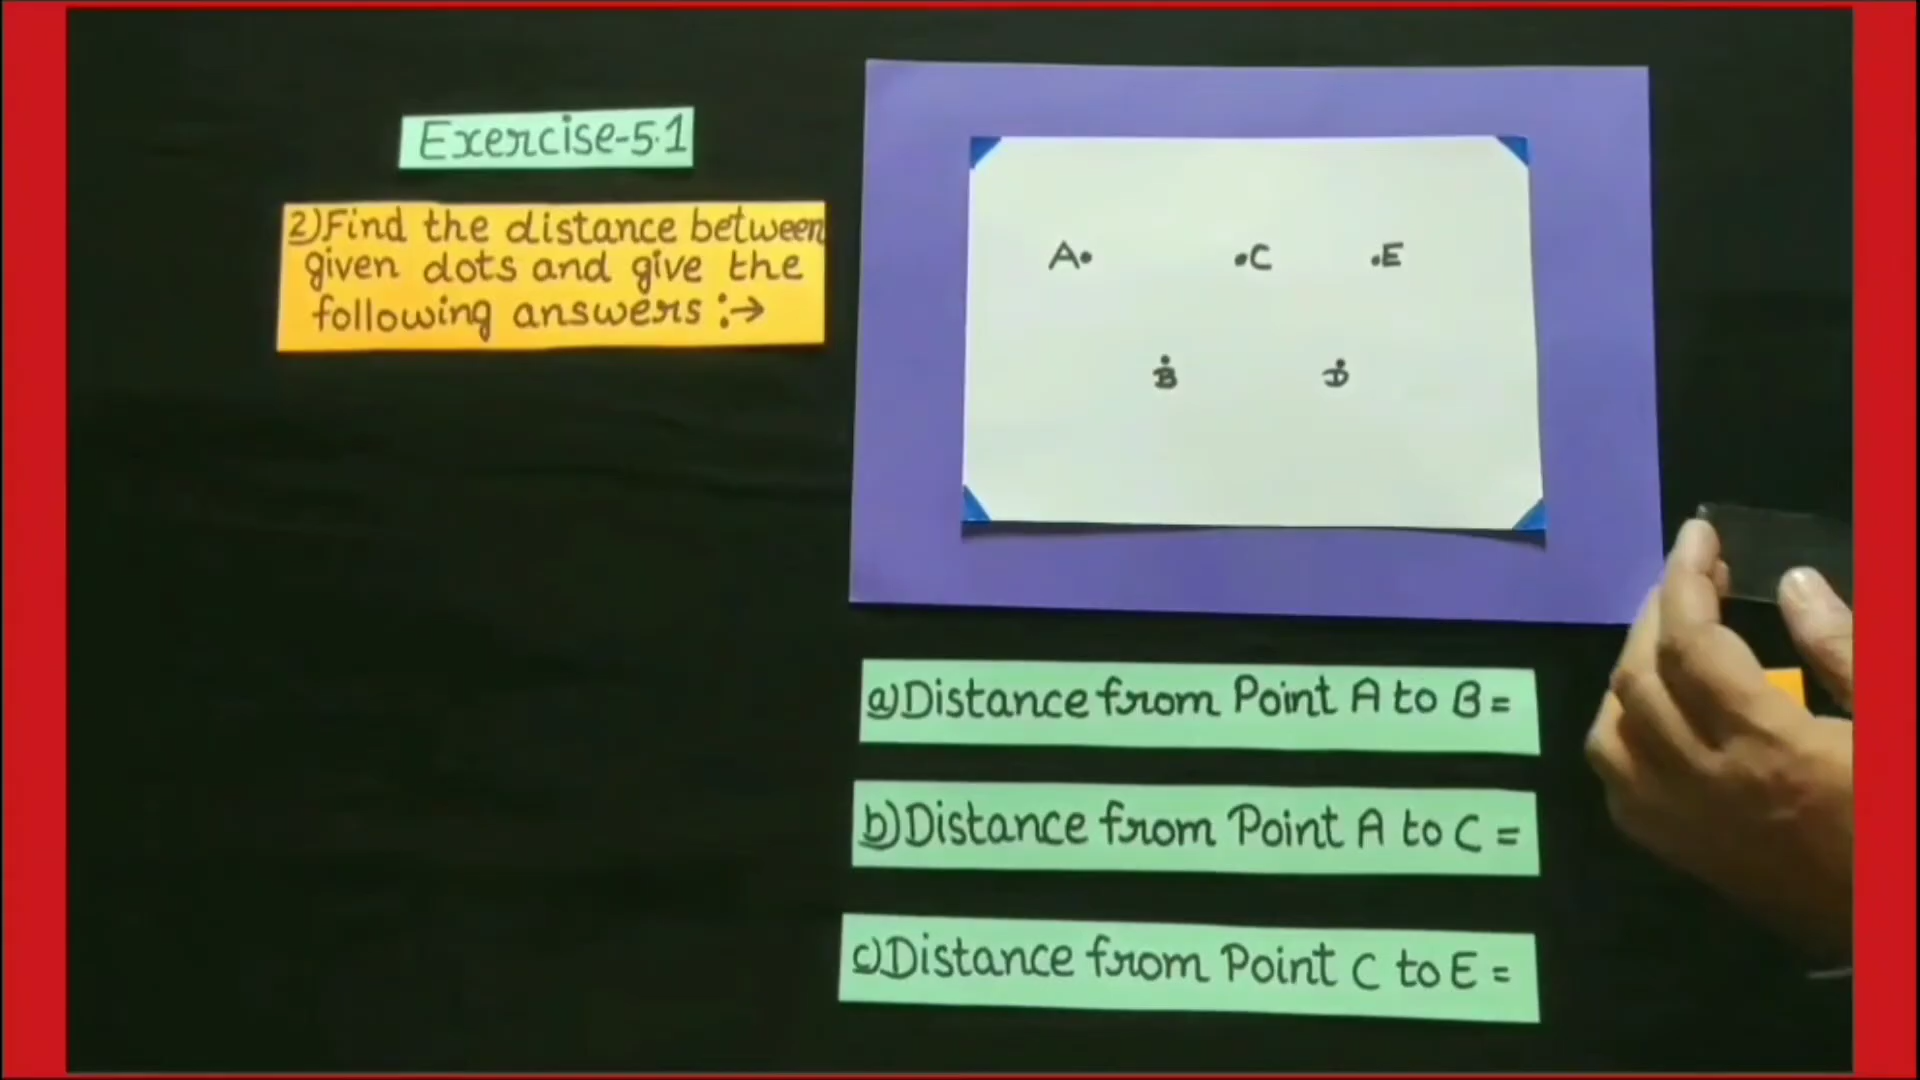 Exercise-5.1
2) Find the distance between
given dots and give the
following answers :→
A• •C •E
B D
a) Distance from Point A to B =
b) Distance from Point A to C =
c) Distance from Point C to E =